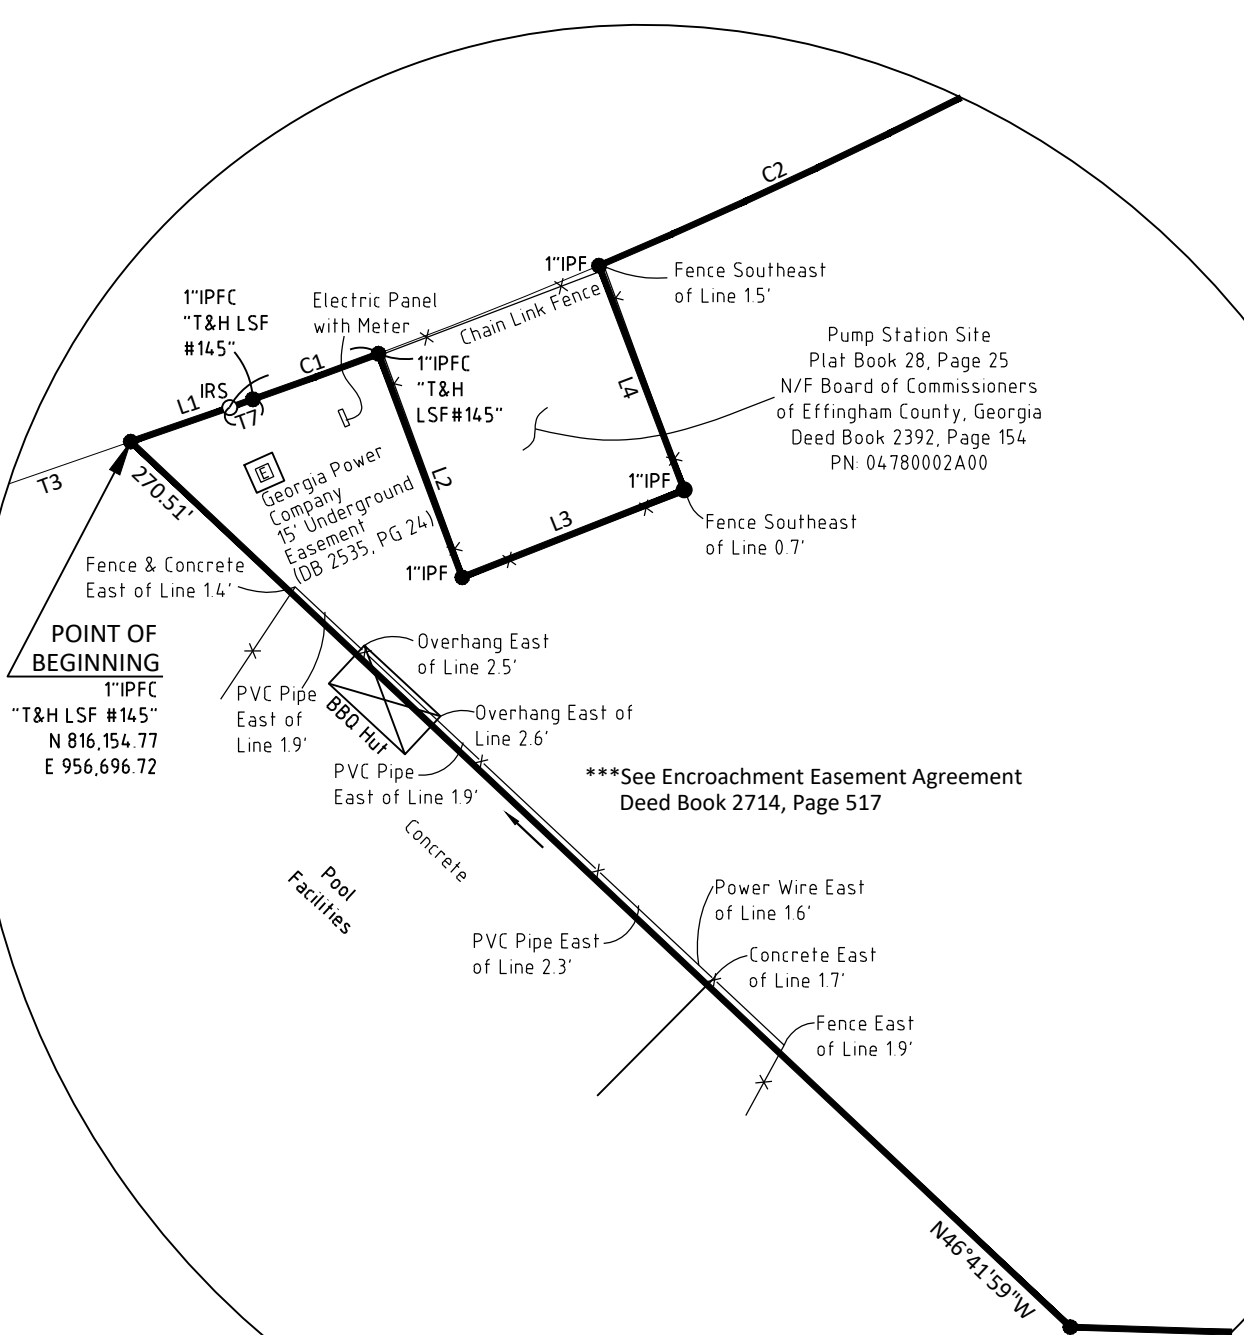 C2
1"IPF
Fence Southeast
of Line 1.5'
Chain Link Fence
Electric Panel
with Meter
1"IPFC
"T&H LSF
#145"
C1
IRS
L1
T7
T3
1"IPFC
"T&H
LSF#145"
L4
Pump Station Site
Plat Book 28, Page 25
N/F Board of Commissioners
of Effingham County, Georgia
Deed Book 2392, Page 154
PN: 04780002A00
270.51'
E
Georgia Power
Company
15' Underground
Easement
(DB 2535, PG 24)
L2
L3
1"IPF
1"IPF
Fence Southeast
of Line 0.7'
Fence & Concrete
East of Line 1.4'
POINT OF
BEGINNING
1"IPFC
"T&H LSF #145"
N 816,154.77
E 956,696.72
Overhang East
of Line 2.5'
PVC Pipe
East of
Line 1.9'
BBQ Hut
Overhang East of
Line 2.6'
PVC Pipe
East of Line 1.9'
***See Encroachment Easement Agreement
Deed Book 2714, Page 517
Concrete
Pool
Facilities
Power Wire East
of Line 1.6'
PVC Pipe East
of Line 2.3'
Concrete East
of Line 1.7'
Fence East
of Line 1.9'
N46°41'59"W